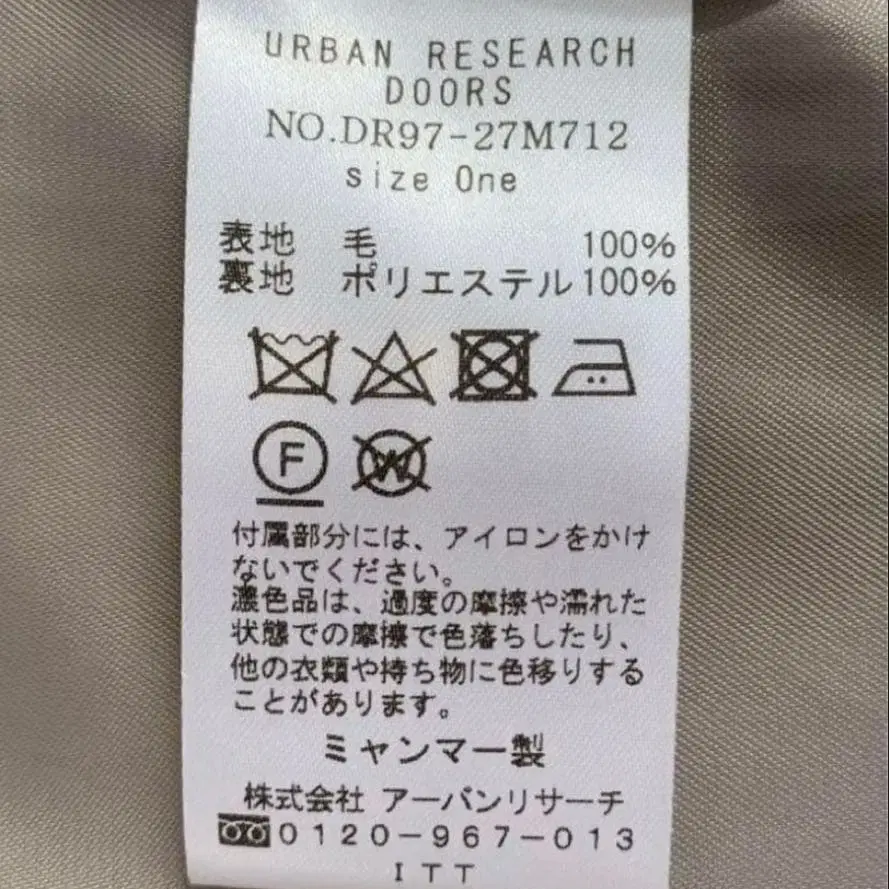 URBAN RESEARCH
DOORS
NO.DR97-27M712
size One
表地 毛 100%
裏地 ポリエステル 100%
F W
付属部分には、アイロンをかけ
ないでください。
濃色品は、過度の摩擦や濡れた
状態での摩擦で色落ちしたり、
他の衣類や持ち物に色移りする
ことがあります。
ミャンマー製
株式会社 アーバンリサーチ
0120-967-013
ITT